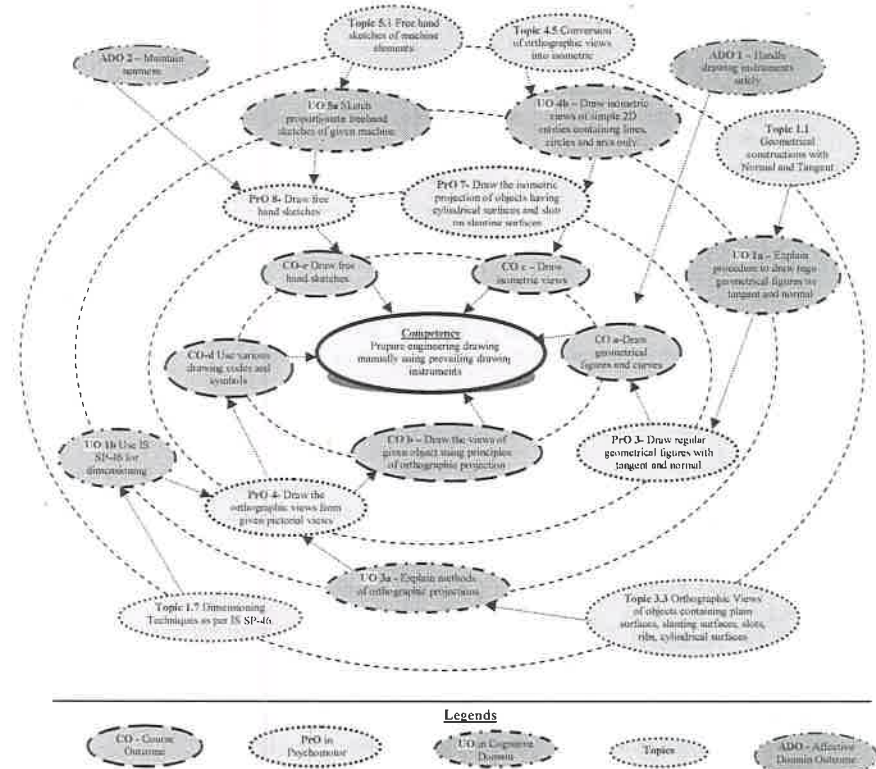 Topic 5.1 Free hand
sketches of machine
elements
Topic 4.5 Conversion
of orthographic views
into isometric
ADO 2 – Maintain
neatness
ADO 1 – Handle
drawing instruments
safely
UO 5a Sketch
proportionate freehand
sketches of given machine
UO 4b – Draw isometric
views of simple 2D
entities containing lines,
circles and arcs only.
Topic 1.1
Geometrical
constructions with
Normal and Tangent
PrO 8- Draw free
hand sketches
PrO 7- Draw the isometric
projection of objects having
cylindrical surfaces and slots
on slanting surfaces
UO 1a – Explain
procedure to draw
geometrical figures
tangent and normal
CO-e Draw free
hand sketches
CO c – Draw
isometric views
Competency
Prepare engineering drawing
manually using prevailing drawing
instruments
CO-d Use various
drawing codes and
symbols
CO a-Draw
geometrical
figures and curves
UO 1b Use IS
SP-46 for
dimensioning
CO b – Draw the views of
given object using principles
of orthographic projection
PrO 3- Draw regular
geometrical figures with
tangent and normal
PrO 4- Draw the
orthographic views from
given pictorial views
UO 3a - Explain methods
of orthographic projections
Topic 1.7 Dimensioning
Techniques as per IS SP-46.
Topic 3.3 Orthographic Views
of objects containing plain
surfaces, slanting surfaces, slots,
ribs, cylindrical surfaces
Legends
CO - Course
Outcome
PrO in
Psychomotor
UO in Cognitive
Domain
Topics
ADO - Affective
Domain Outcome